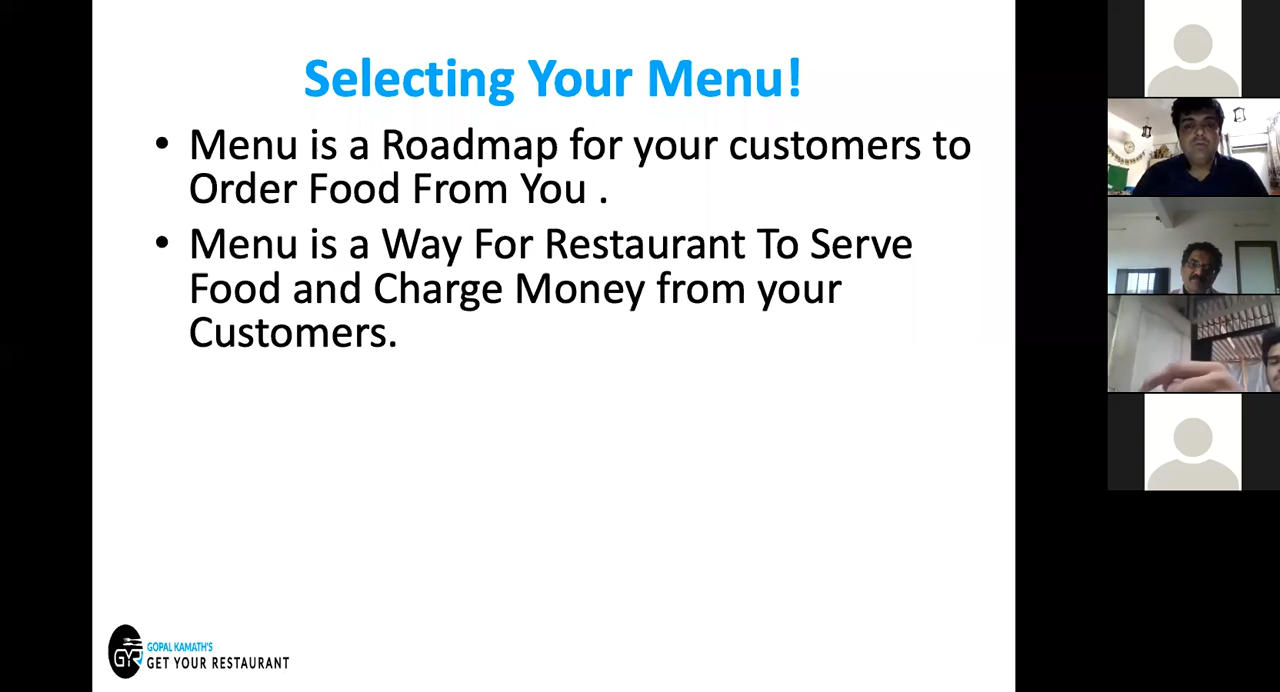 Selecting Your Menu!
• Menu is a Roadmap for your customers to
Order Food From You .
• Menu is a Way For Restaurant To Serve
Food and Charge Money from your
Customers.
GYR
GOPAL KAMATH'S
GET YOUR RESTAURANT